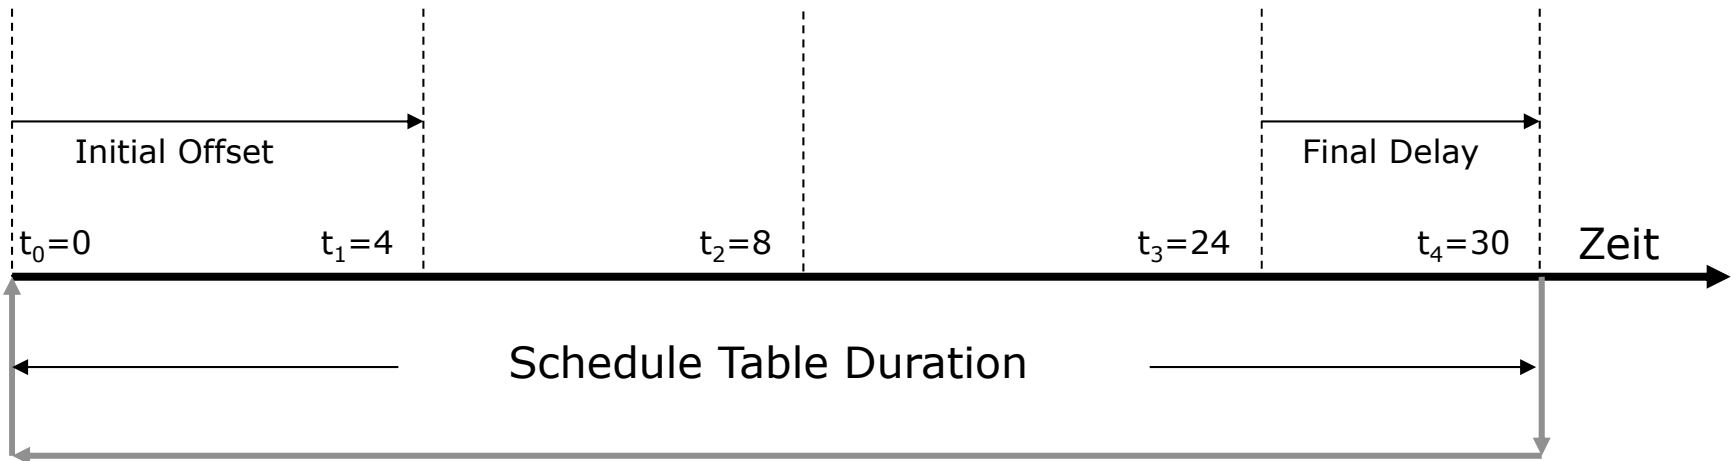 Initial Offset
Final Delay
t₀=0
t₁=4
t₂=8
t₃=24
t₄=30
Zeit
Schedule Table Duration